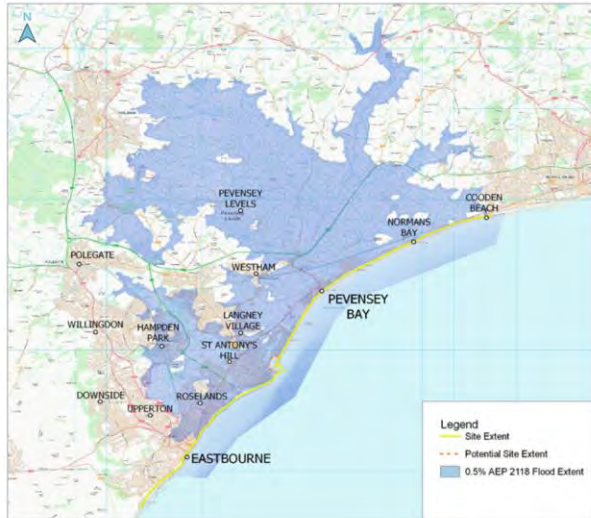 N
PEVENSEY
LEVELS
COODEN
BEACH
NORMANS
BAY
POLEGATE
WESTHAM
PEVENSEY
BAY
WILLINGDON
HAMPDEN
PARK
LANGNEY
VILLAGE
ST ANTONY'S
HILL
DOWNSIDE
UPPERTON
ROSELANDS
EASTBOURNE
Legend
Site Extent
Potential Site Extent
0.5% AEP 2118 Flood Extent